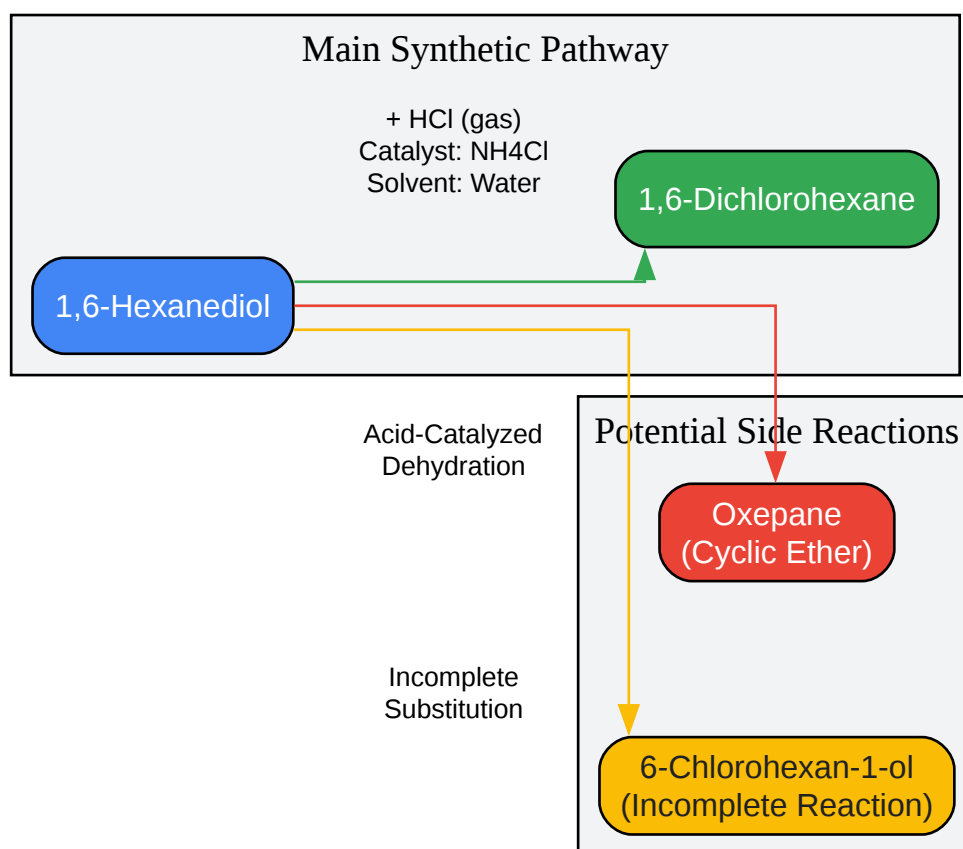 Main Synthetic Pathway
+ HCl (gas)
Catalyst: NH4Cl
Solvent: Water
1,6-Dichlorohexane
1,6-Hexanediol
Acid-Catalyzed
Dehydration
Potential Side Reactions
Oxepane
(Cyclic Ether)
Incomplete
Substitution
6-Chlorohexan-1-ol
(Incomplete Reaction)